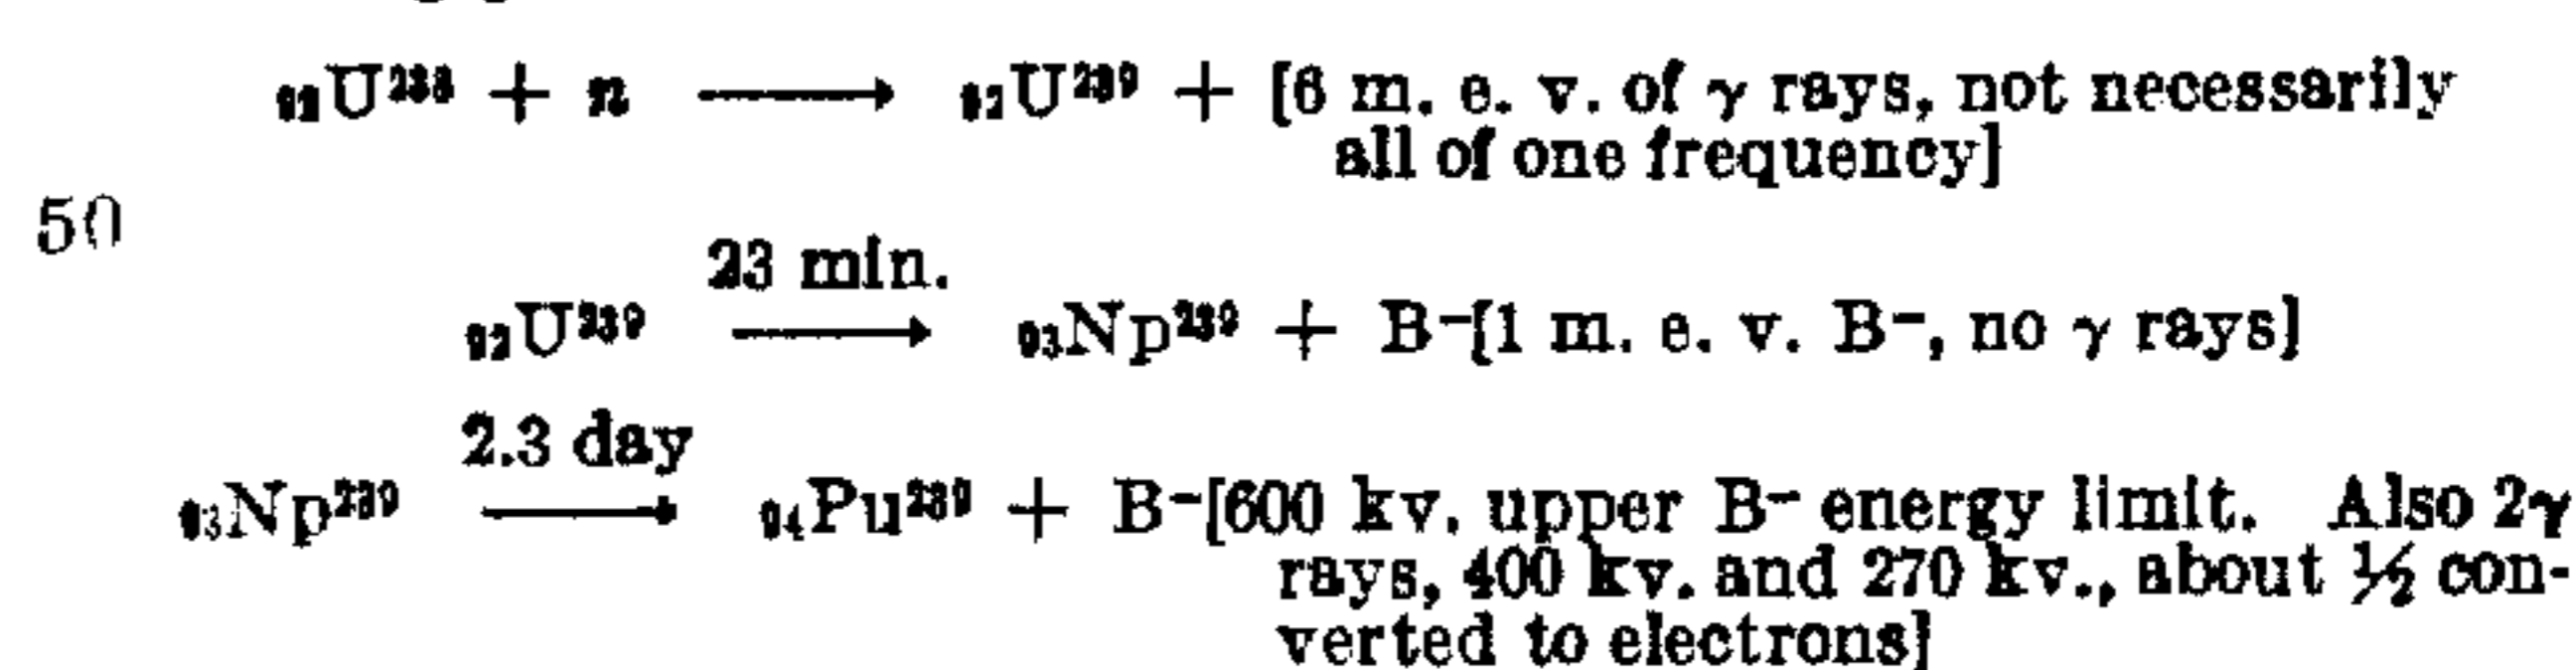 ₉₂U²³⁸ + n ⟶ ₉₂U²³⁹ + [6 m. e. v. of γ rays, not necessarily
all of one frequency]
50
23 min.
₉₂U²³⁹ ⟶ ₉₃Np²³⁹ + B⁻[1 m. e. v. B⁻, no γ rays]
2.3 day
₉₃Np²³⁹ ⟶ ₉₄Pu²³⁹ + B⁻[600 kv. upper B⁻ energy limit. Also 2γ
rays, 400 kv. and 270 kv., about ½ con-
verted to electrons]